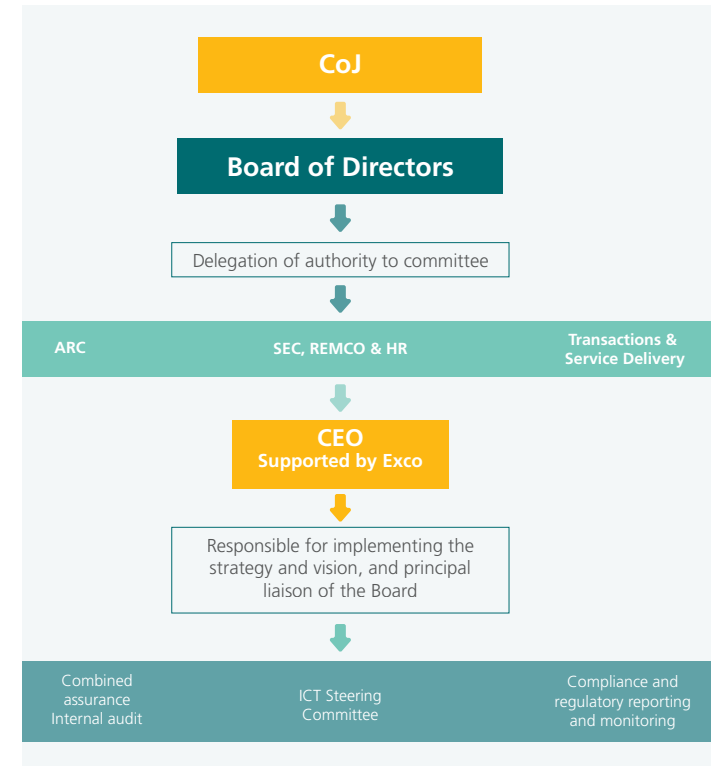 CoJ
Board of Directors
Delegation of authority to committee
ARC
SEC, REMCO & HR
Transactions &
Service Delivery
CEO
Supported by Exco
Responsible for implementing the
strategy and vision, and principal
liaison of the Board
Combined
assurance
Internal audit
ICT Steering
Committee
Compliance and
regulatory reporting
and monitoring